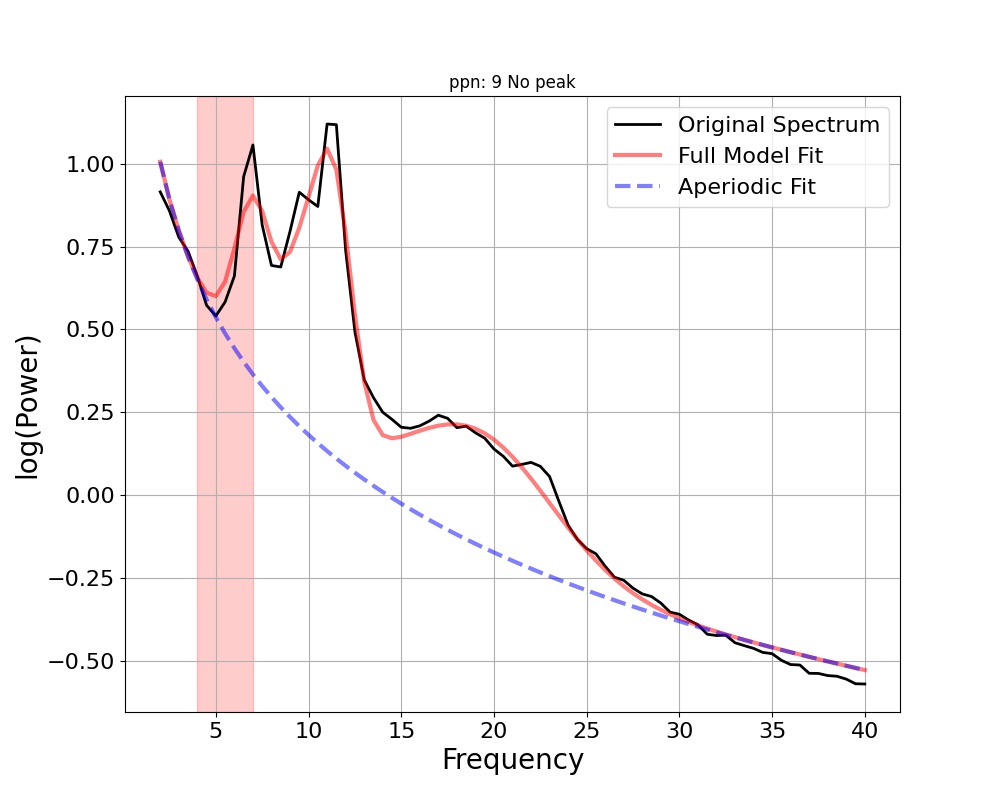 ppn: 9 No peak
Original Spectrum
Full Model Fit
Aperiodic Fit
log(Power)
1.00
0.75
0.50
0.25
0.00
−0.25
−0.50
5 10 15 20 25 30 35 40
Frequency